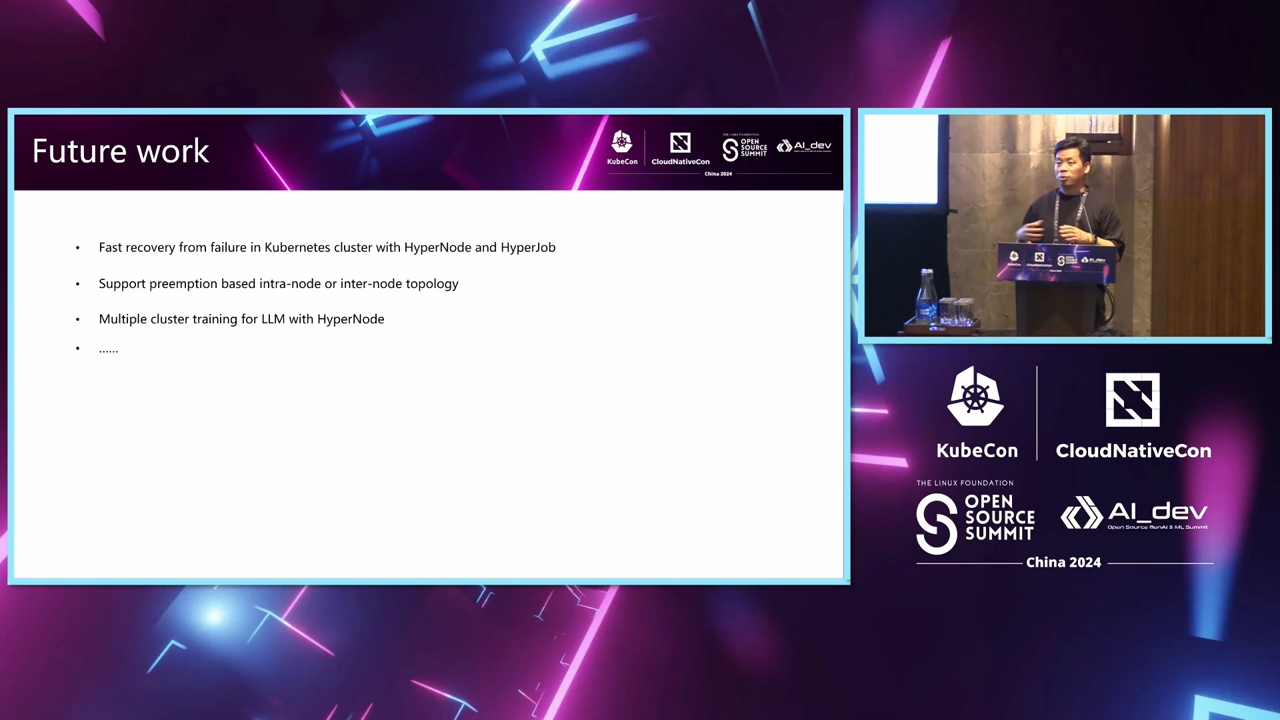 Future work
KubeCon
CloudNativeCon
THE LINUX FOUNDATION
OPEN
SOURCE
SUMMIT
AI_dev
China 2024
• Fast recovery from failure in Kubernetes cluster with HyperNode and HyperJob
• Support preemption based intra-node or inter-node topology
• Multiple cluster training for LLM with HyperNode
• ......
KubeCon
CloudNativeCon
THE LINUX FOUNDATION
OPEN
SOURCE
SUMMIT
AI_dev
Open Source GenAI & ML Summit
China 2024